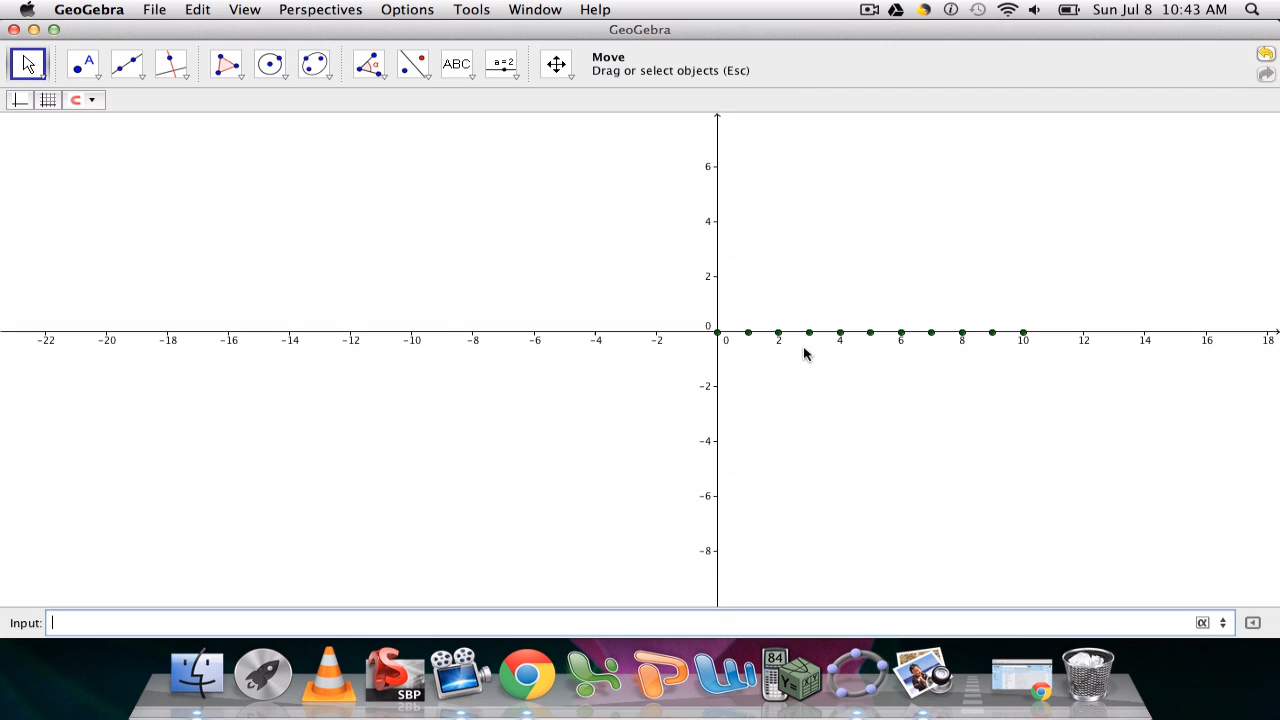 GeoGebra File Edit View Perspectives Options Tools Window Help Sun Jul 8 10:43 AM
GeoGebra
A α ABC a=2 Move
Drag or select objects (Esc)
6
4
2
0
-22 -20 -18 -16 -14 -12 -10 -8 -6 -4 -2 0 2 4 6 8 10 12 14 16 18
-2
-4
-6
-8
Input: α
S SBP X P W 84 Y=